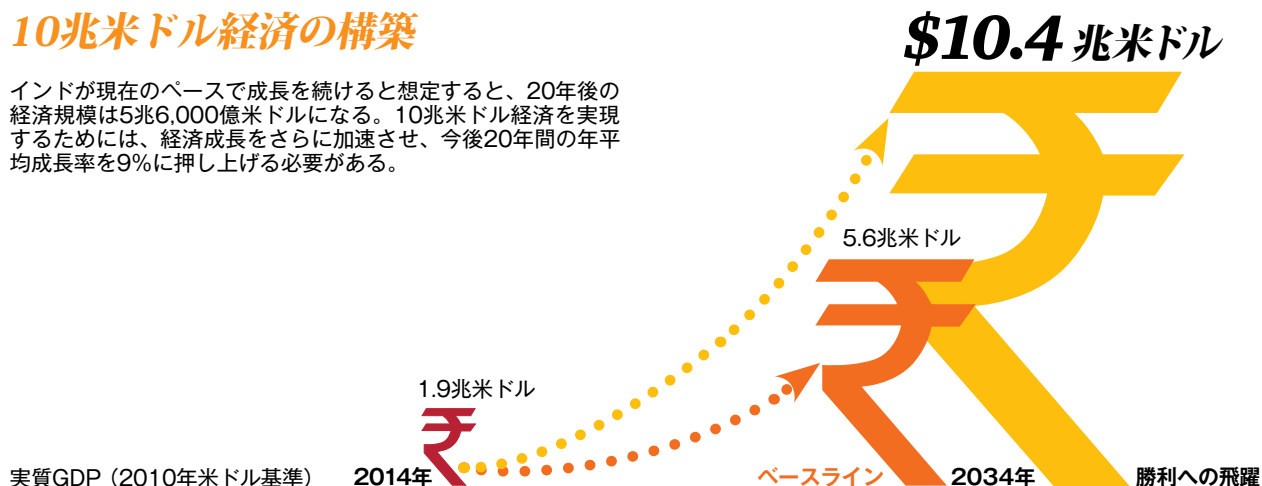 10兆米ドル経済の構築
インドが現在のペースで成長を続けると想定すると、20年後の
経済規模は5兆6,000億米ドルになる。10兆米ドル経済を実現
するためには、経済成長をさらに加速させ、今後20年間の年平
均成長率を9%に押し上げる必要がある。
$10.4 兆米ドル
5.6兆米ドル
1.9兆米ドル
実質GDP（2010年米ドル基準） 2014年 ベースライン 2034年 勝利への飛躍